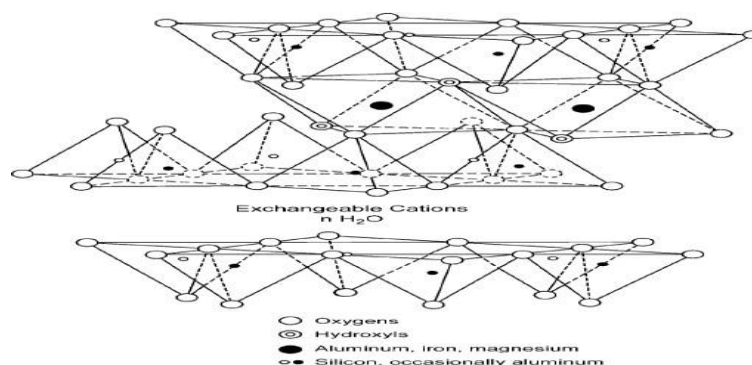 Exchangeable Cations
n H₂O
Oxygens
Hydroxyls
Aluminum, iron, magnesium
Silicon, occasionally aluminum